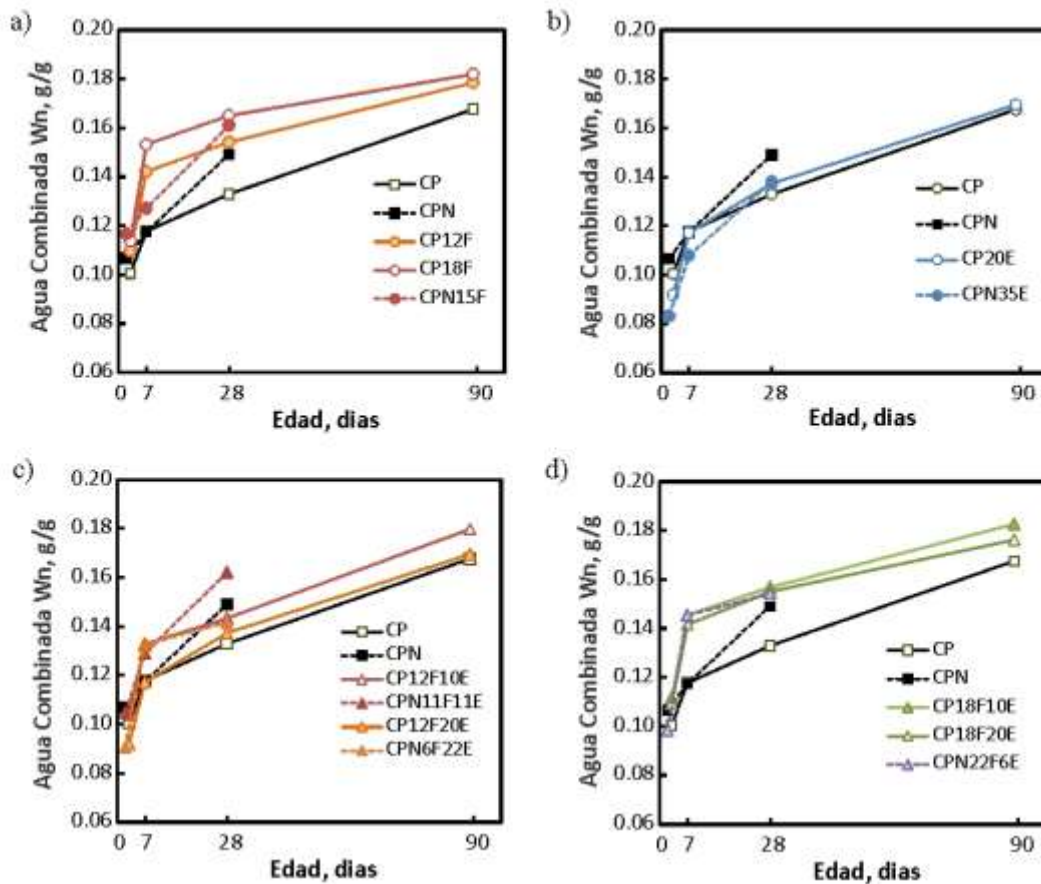 a)
Agua Combinada Wn, g/g
0.20
0.18
0.16
0.14
0.12
0.10
0.08
0.06
CP
CPN
CP12F
CP18F
CPN15F
0 7 28 90
Edad, dias
b)
Agua Combinada Wn, g/g
0.20
0.18
0.16
0.14
0.12
0.10
0.08
0.06
CP
CPN
CP20E
CPN35E
0 7 28 90
Edad, dias
c)
Agua Combinada Wn, g/g
0.20
0.18
0.16
0.14
0.12
0.10
0.08
0.06
CP
CPN
CP12F10E
CPN11F11E
CP12F20E
CPN6F22E
0 7 28 90
Edad, dias
d)
Agua Combinada Wn, g/g
0.20
0.18
0.16
0.14
0.12
0.10
0.08
0.06
CP
CPN
CP18F10E
CP18F20E
CPN22F6E
0 7 28 90
Edad, dias